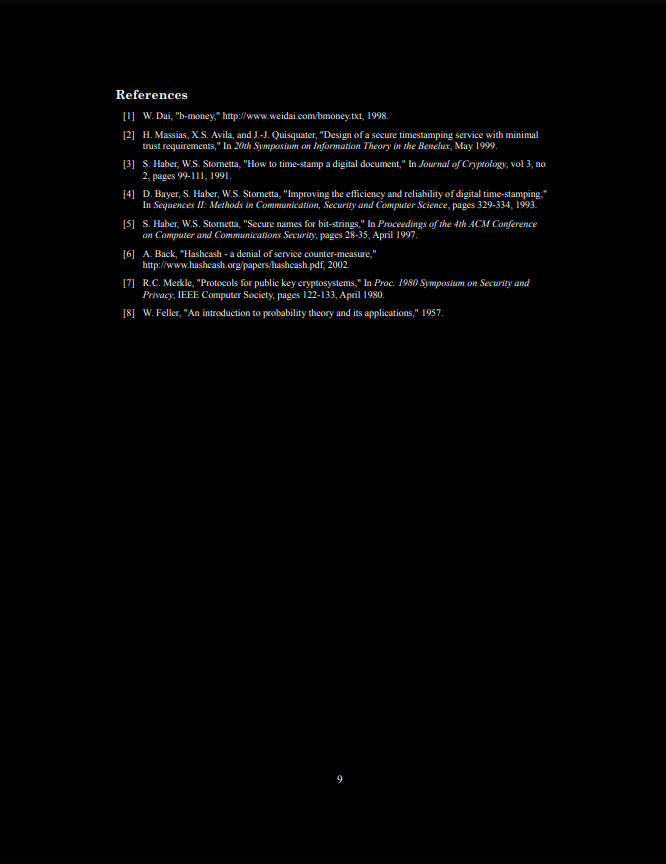 References
[1] W. Dai, "b-money," http://www.weidai.com/bmoney.txt, 1998.
[2] H. Massias, X.S. Avila, and J.-J. Quisquater, "Design of a secure timestamping service with minimal
trust requirements," In 20th Symposium on Information Theory in the Benelux, May 1999.
[3] S. Haber, W.S. Stornetta, "How to time-stamp a digital document," In Journal of Cryptology, vol 3, no
2, pages 99-111, 1991.
[4] D. Bayer, S. Haber, W.S. Stornetta, "Improving the efficiency and reliability of digital time-stamping,"
In Sequences II: Methods in Communication, Security and Computer Science, pages 329-334, 1993.
[5] S. Haber, W.S. Stornetta, "Secure names for bit-strings," In Proceedings of the 4th ACM Conference
on Computer and Communications Security, pages 28-35, April 1997.
[6] A. Back, "Hashcash - a denial of service counter-measure,"
http://www.hashcash.org/papers/hashcash.pdf, 2002.
[7] R.C. Merkle, "Protocols for public key cryptosystems," In Proc. 1980 Symposium on Security and
Privacy, IEEE Computer Society, pages 122-133, April 1980.
[8] W. Feller, "An introduction to probability theory and its applications," 1957.
9